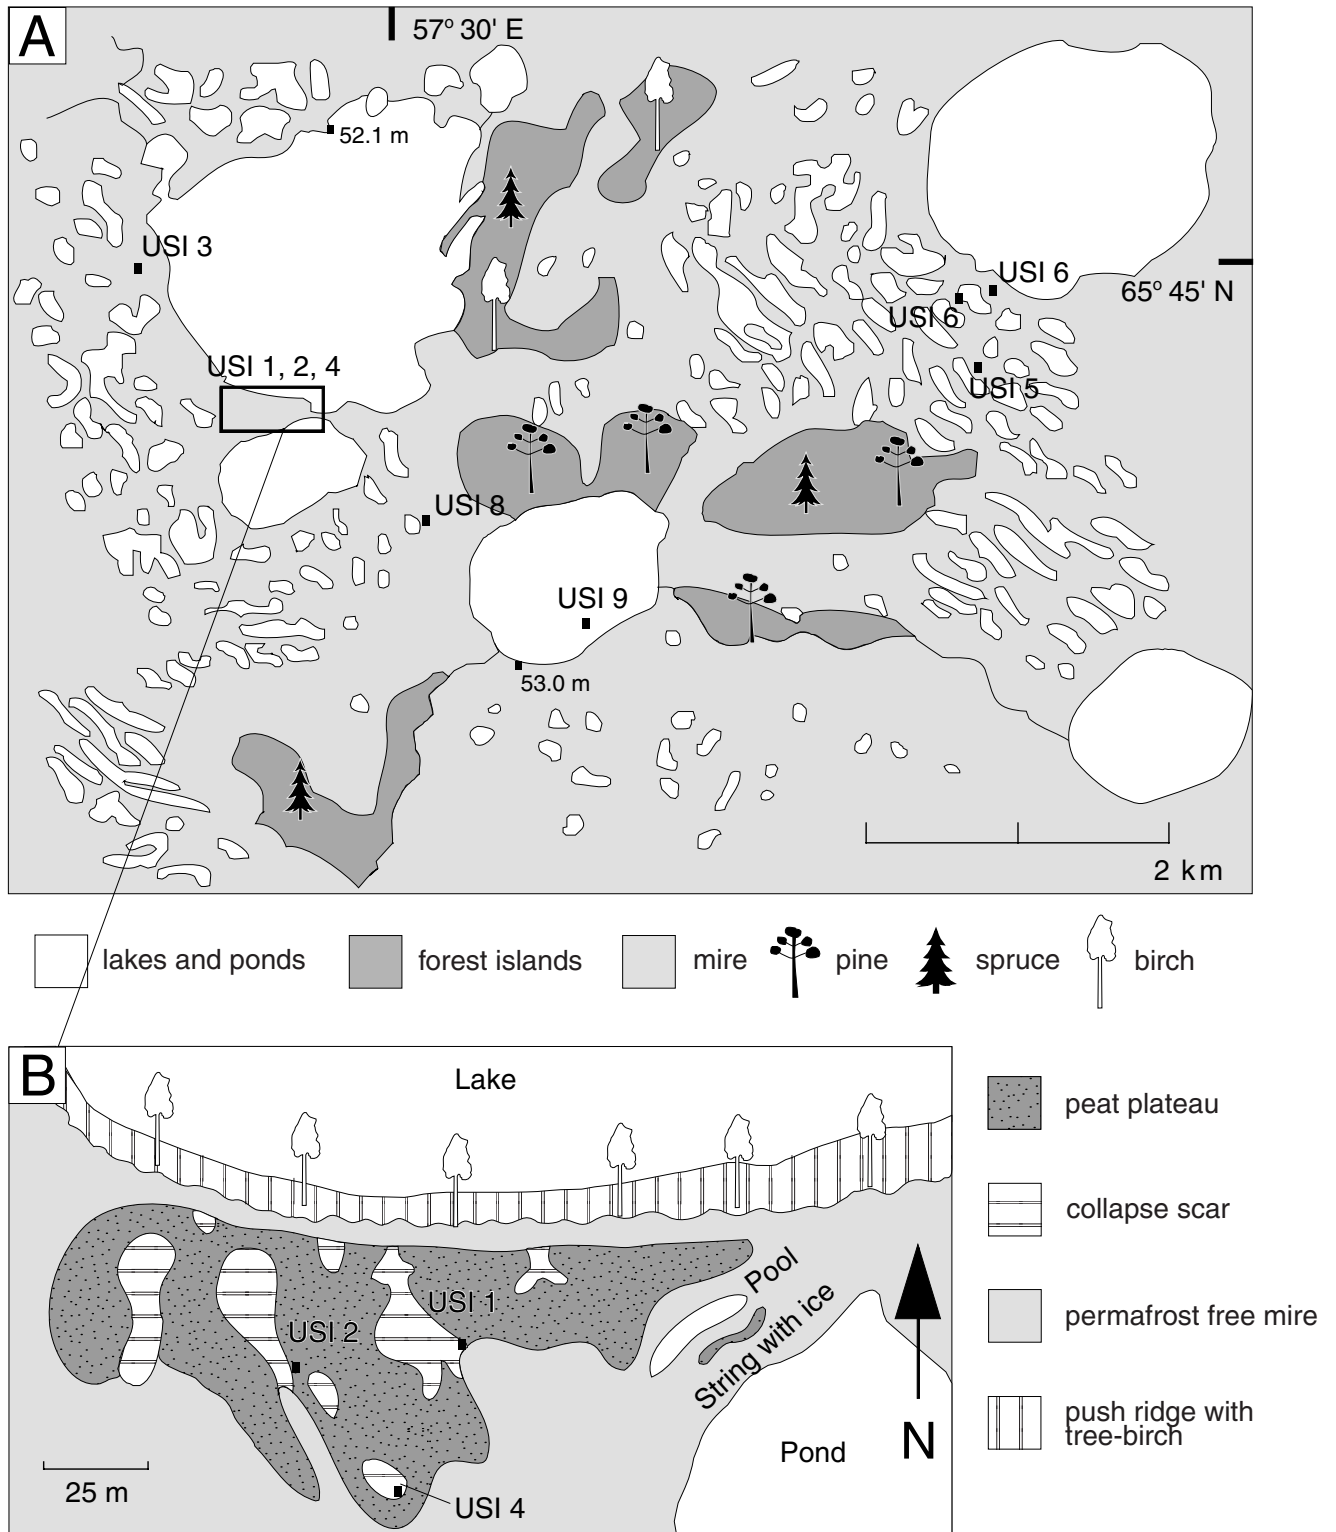 A
57° 30' E
52.1 m
USI 3
USI 6
65° 45' N
USI 6
USI 1, 2, 4
USI 5
USI 8
USI 9
53.0 m
2 km
lakes and ponds
forest islands
mire
pine
spruce
birch
B
Lake
peat plateau
collapse scar
Pool
USI 1
String with ice
permafrost free mire
USI 2
push ridge with
tree-birch
N
Pond
25 m
USI 4